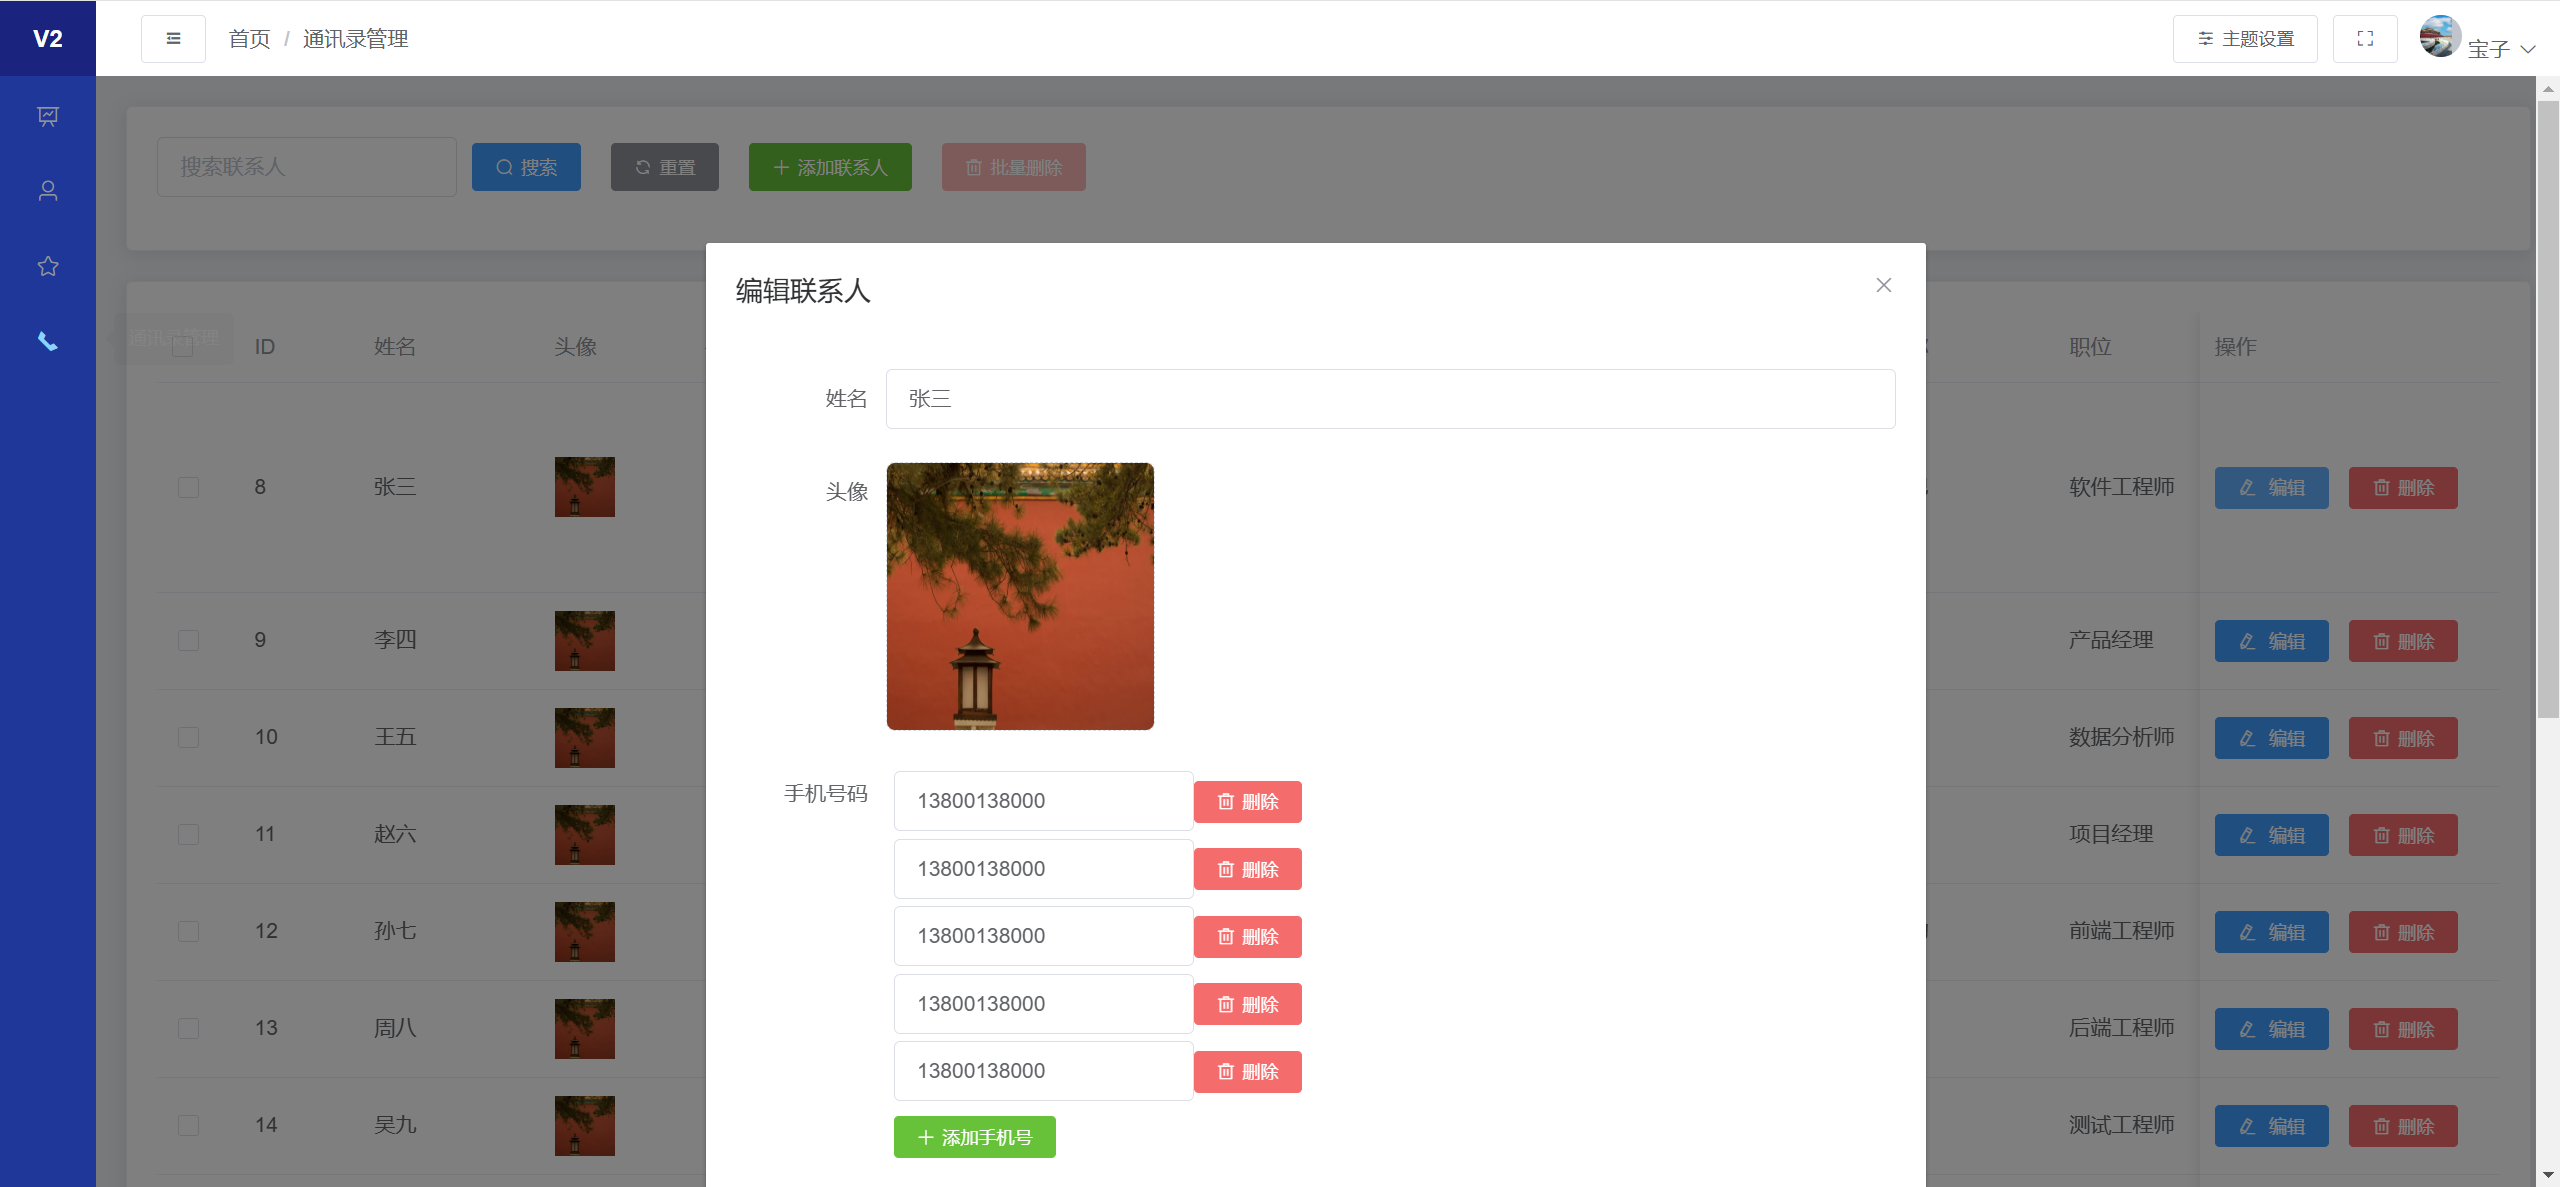 V2
首页 / 通讯录管理
主题设置
宝子
搜索联系人
搜索
重置
添加联系人
批量删除
通讯录管理
ID 姓名 头像 职位 操作
8 张三 软件工程师 编辑 删除
9 李四 产品经理 编辑 删除
10 王五 数据分析师 编辑 删除
11 赵六 项目经理 编辑 删除
12 孙七 前端工程师 编辑 删除
13 周八 后端工程师 编辑 删除
14 吴九 测试工程师 编辑 删除
编辑联系人
姓名 张三
头像
手机号码 13800138000 删除
13800138000 删除
13800138000 删除
13800138000 删除
13800138000 删除
添加手机号